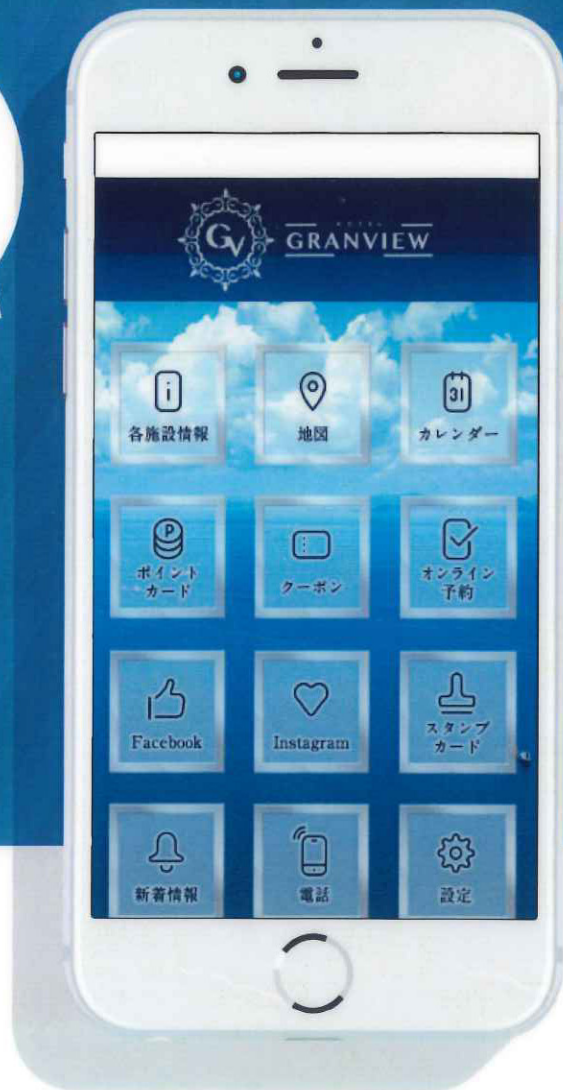 GV
HOTEL
GRANVIEW
i
31
各施設情報
地図
カレンダー
P
ポイント
カード
クーポン
オンライン
予約
Facebook
Instagram
スタンプ
カード
新着情報
電話
設定